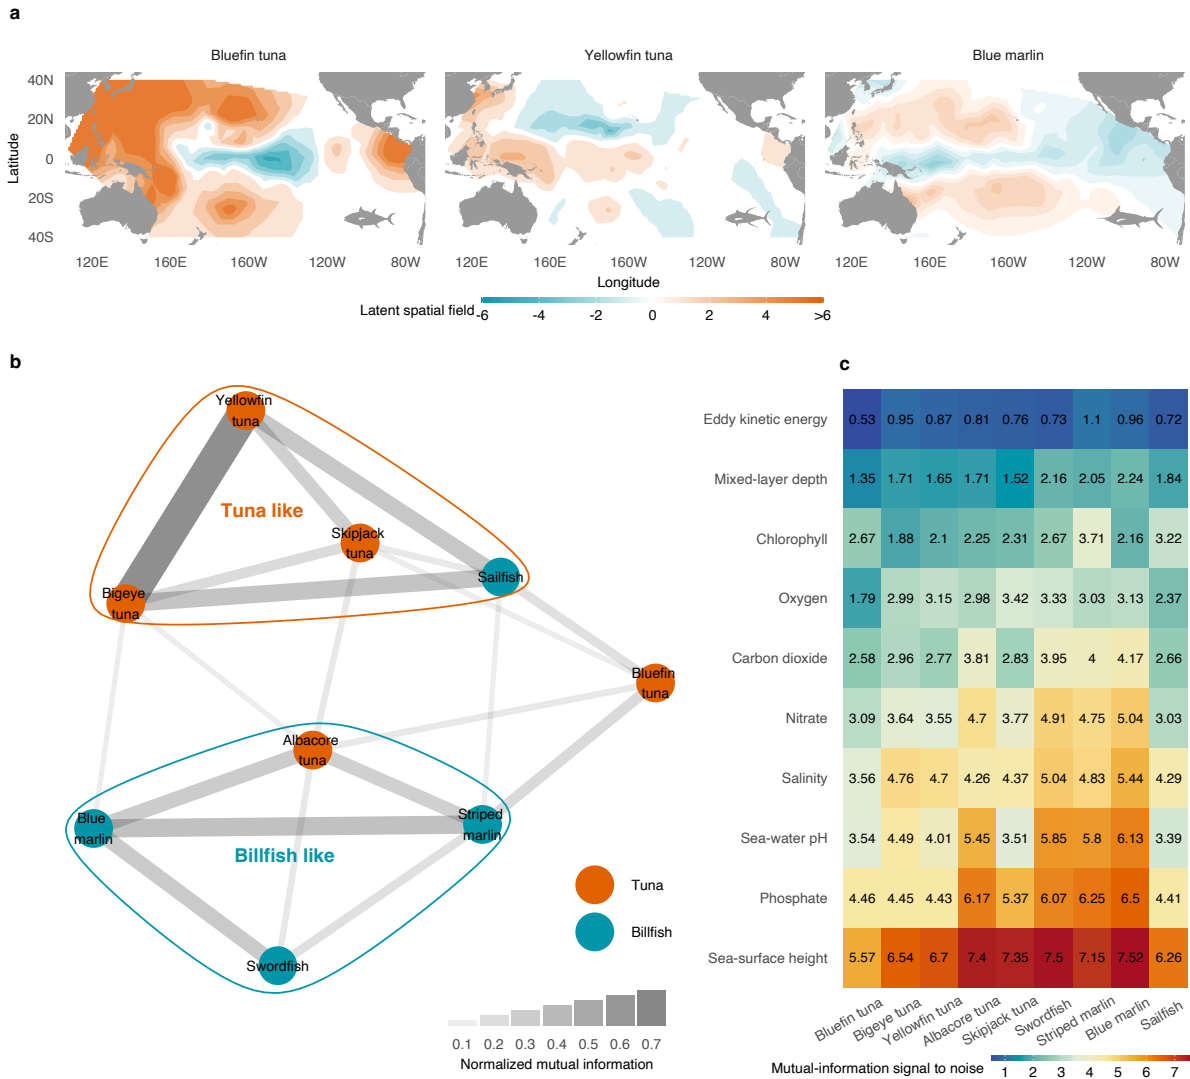 a
Bluefin tuna
Yellowfin tuna
Blue marlin
40N
20N
0
20S
40S
Latitude
120E 160E 160W 120W 80W
120E 160E 160W 120W 80W
120E 160E 160W 120W 80W
Longitude
Latent spatial field
-6 -4 -2 0 2 4 >6
b
Yellowfin
tuna
Tuna like
Skipjack
tuna
Sailfish
Bigeye
tuna
Bluefin
tuna
Albacore
tuna
Blue
marlin
Striped
marlin
Billfish like
Swordfish
Tuna
Billfish
0.1 0.2 0.3 0.4 0.5 0.6 0.7
Normalized mutual information
c
Eddy kinetic energy 0.53 0.95 0.87 0.81 0.76 0.73 1.1 0.96 0.72
Mixed-layer depth 1.35 1.71 1.65 1.71 1.52 2.16 2.05 2.24 1.84
Chlorophyll 2.67 1.88 2.1 2.25 2.31 2.67 3.71 2.16 3.22
Oxygen 1.79 2.99 3.15 2.98 3.42 3.33 3.03 3.13 2.37
Carbon dioxide 2.58 2.96 2.77 3.81 2.83 3.95 4 4.17 2.66
Nitrate 3.09 3.64 3.55 4.7 3.77 4.91 4.75 5.04 3.03
Salinity 3.56 4.76 4.7 4.26 4.37 5.04 4.83 5.44 4.29
Sea-water pH 3.54 4.49 4.01 5.45 3.51 5.85 5.8 6.13 3.39
Phosphate 4.46 4.45 4.43 6.17 5.37 6.07 6.25 6.5 4.41
Sea-surface height 5.57 6.54 6.7 7.4 7.35 7.5 7.15 7.52 6.26
Bluefin tuna
Bigeye tuna
Yellowfin tuna
Albacore tuna
Skipjack tuna
Swordfish
Striped marlin
Blue marlin
Sailfish
Mutual-information signal to noise
1 2 3 4 5 6 7